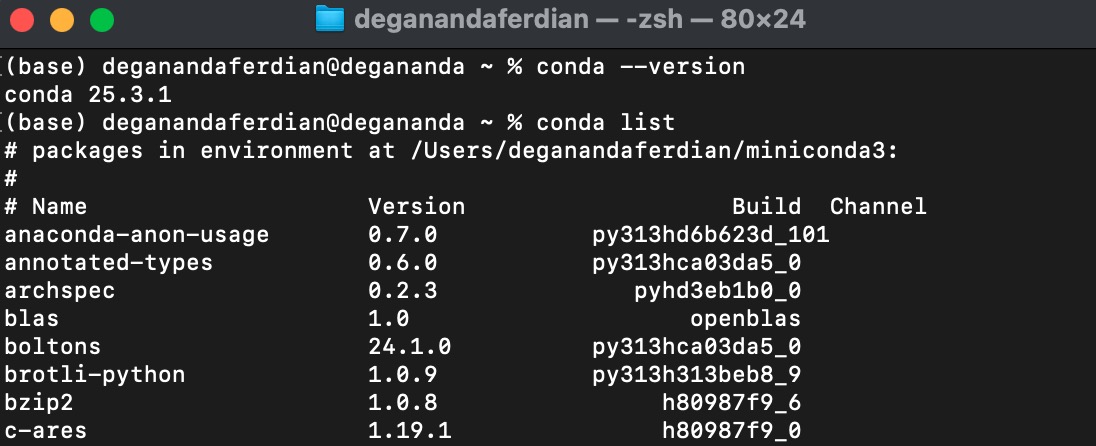 deganandaferdian — -zsh — 80×24
(base) deganandaferdian@degananda ~ % conda --version
conda 25.3.1
(base) deganandaferdian@degananda ~ % conda list
# packages in environment at /Users/deganandaferdian/miniconda3:
#
# Name                    Version                   Build  Channel
anaconda-anon-usage       0.7.0           py313hd6b623d_101
annotated-types           0.6.0           py313hca03da5_0
archspec                  0.2.3              pyhd3eb1b0_0
blas                      1.0                    openblas
boltons                   24.1.0          py313hca03da5_0
brotli-python             1.0.9           py313h313beb8_9
bzip2                     1.0.8                h80987f9_6
c-ares                    1.19.1               h80987f9_0